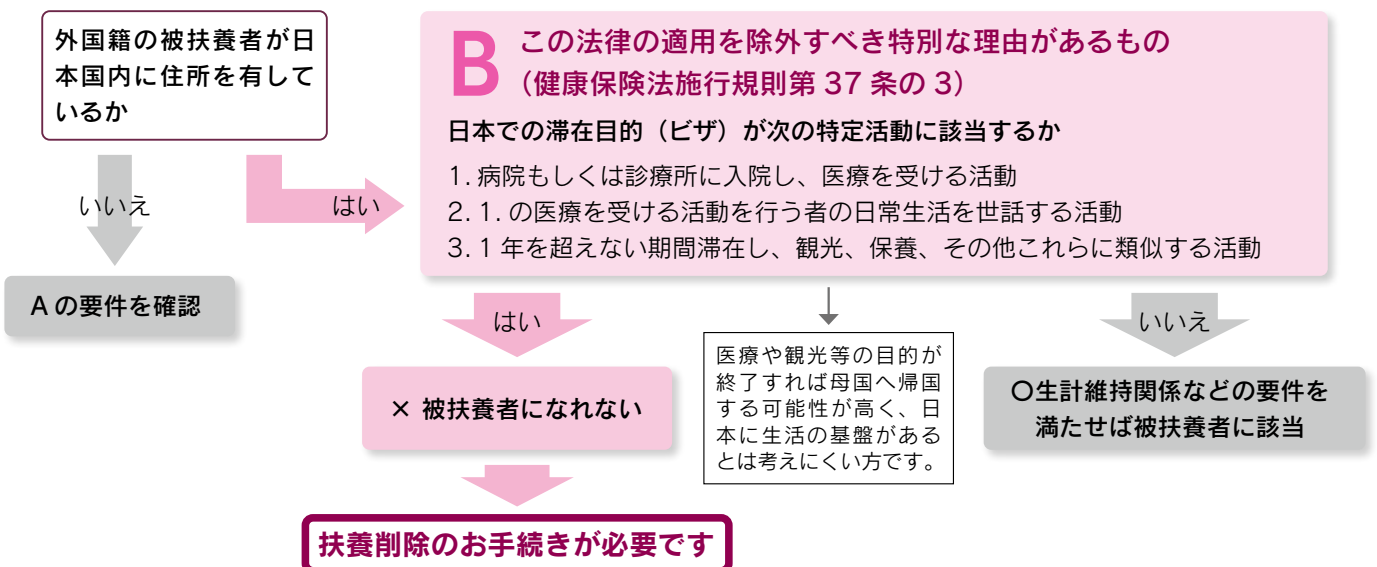 外国籍の被扶養者が日
本国内に住所を有して
いるか
いいえ
はい
Aの要件を確認
B この法律の適用を除外すべき特別な理由があるもの
（健康保険法施行規則第 37 条の 3）
日本での滞在目的（ビザ）が次の特定活動に該当するか
1. 病院もしくは診療所に入院し、医療を受ける活動
2. 1. の医療を受ける活動を行う者の日常生活を世話する活動
3. 1 年を超えない期間滞在し、観光、保養、その他これらに類似する活動
はい
× 被扶養者になれない
扶養削除のお手続きが必要です
医療や観光等の目的が
終了すれば母国へ帰国
する可能性が高く、日
本に生活の基盤がある
とは考えにくい方です。
いいえ
〇生計維持関係などの要件を
満たせば被扶養者に該当